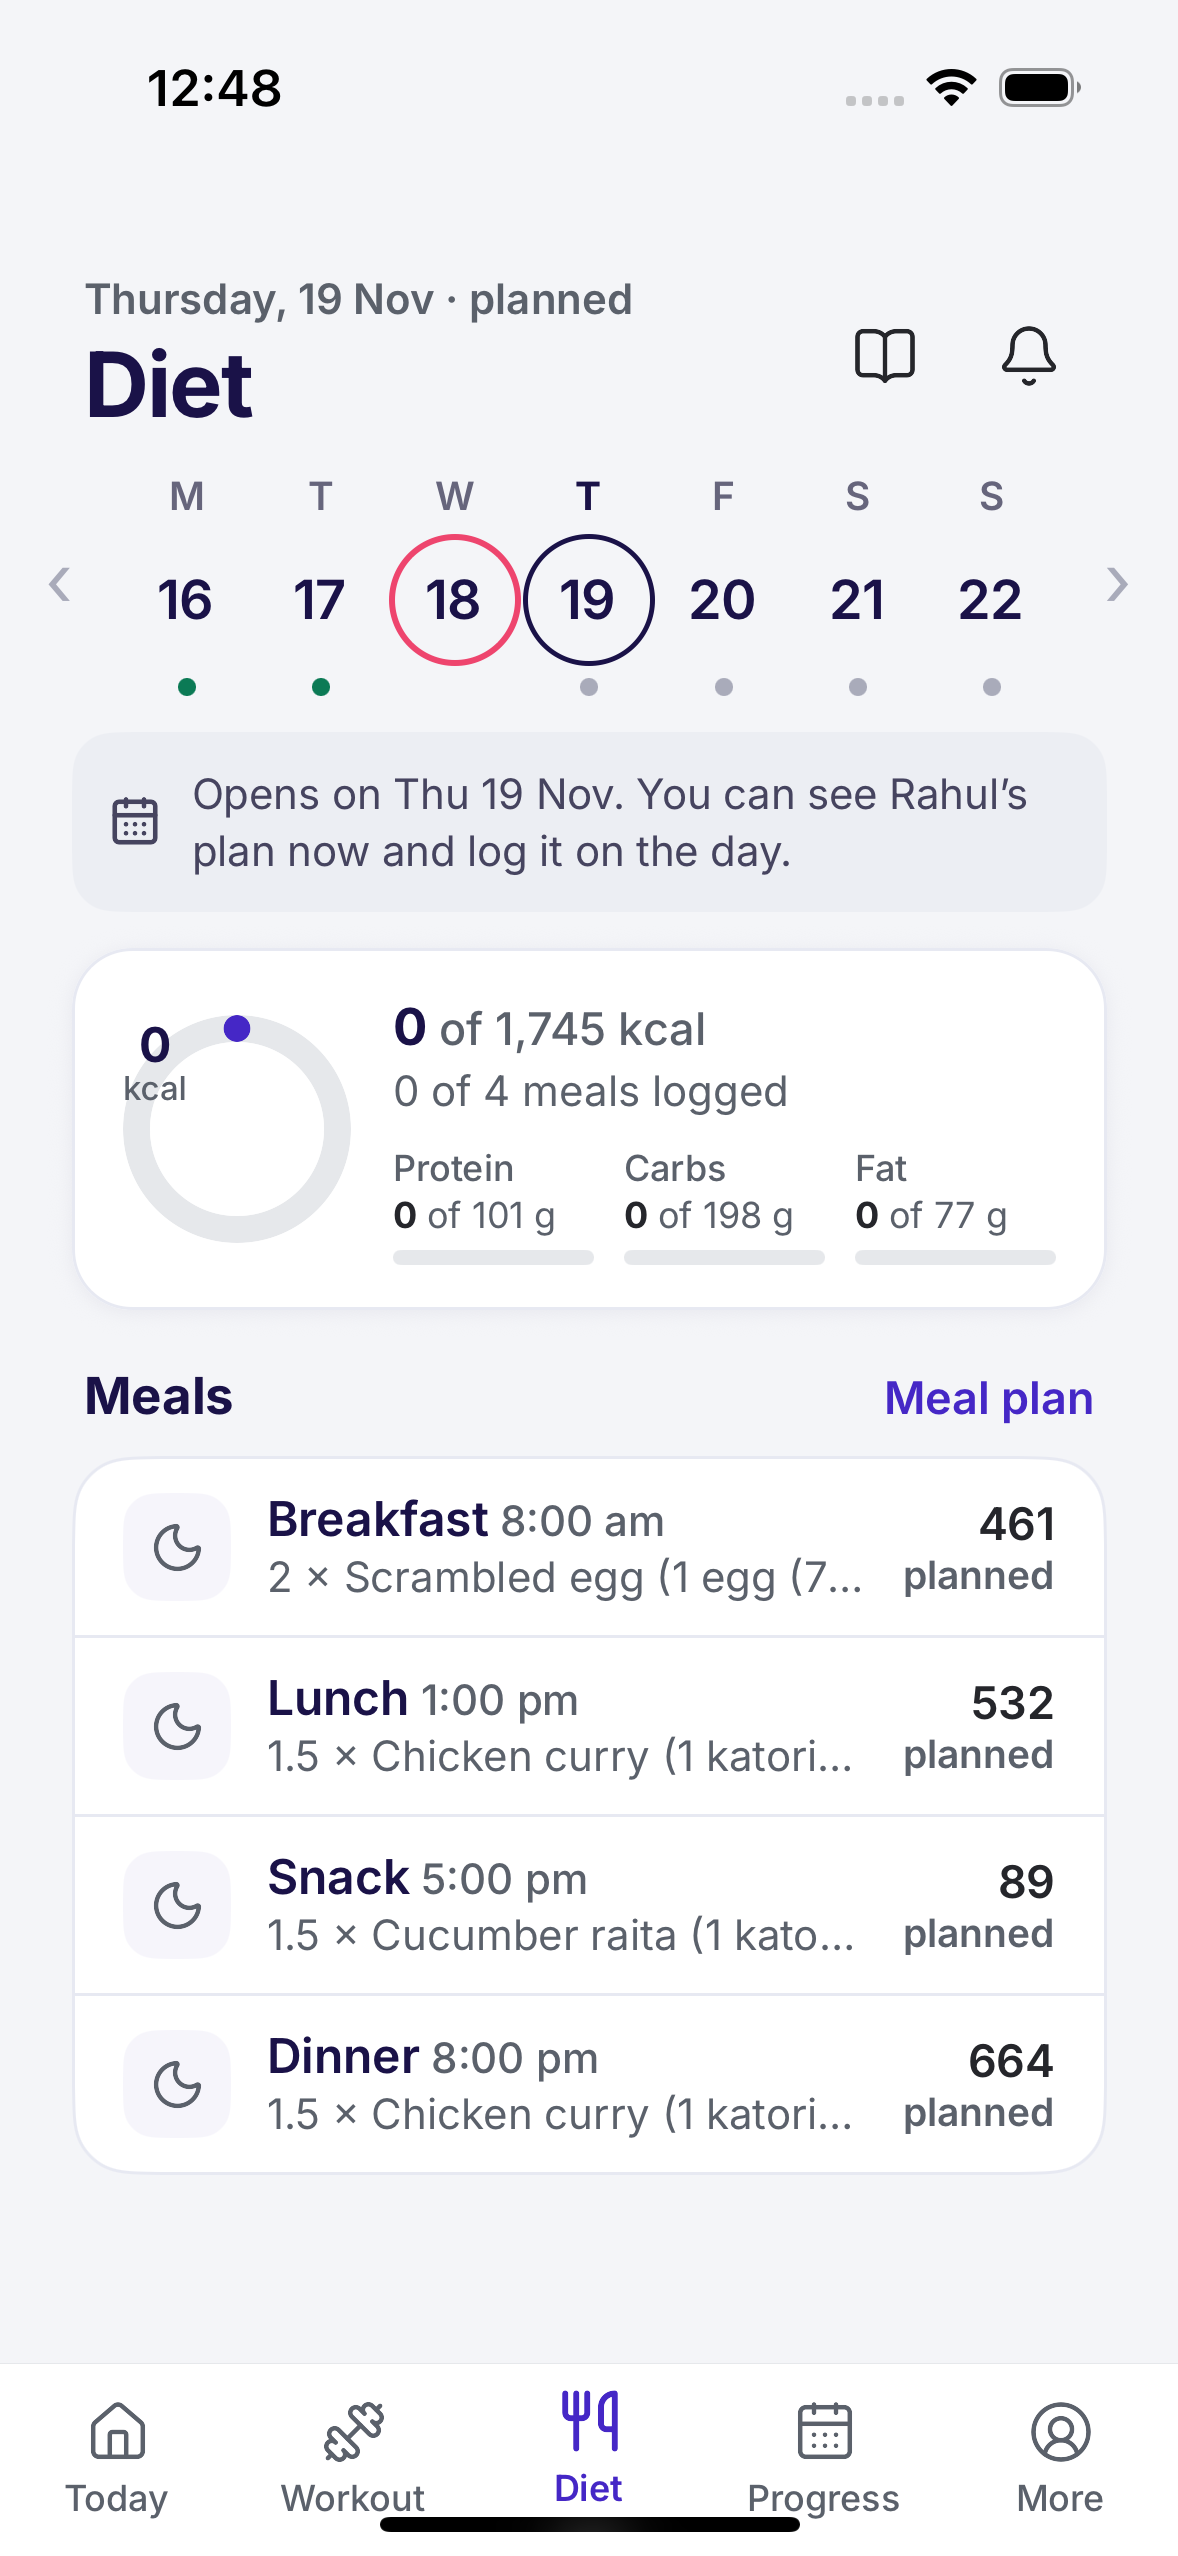 12:48
Thursday, 19 Nov · planned
Diet
M T W T F S S
16 17 18 19 20 21 22
Opens on Thu 19 Nov. You can see Rahul’s
plan now and log it on the day.
0
kcal
0 of 1,745 kcal
0 of 4 meals logged
Protein Carbs Fat
0 of 101 g 0 of 198 g 0 of 77 g
Meals Meal plan
Breakfast 8:00 am 461
2 × Scrambled egg (1 egg (7... planned
Lunch 1:00 pm 532
1.5 × Chicken curry (1 katori... planned
Snack 5:00 pm 89
1.5 × Cucumber raita (1 kato... planned
Dinner 8:00 pm 664
1.5 × Chicken curry (1 katori... planned
Today Workout Diet Progress More